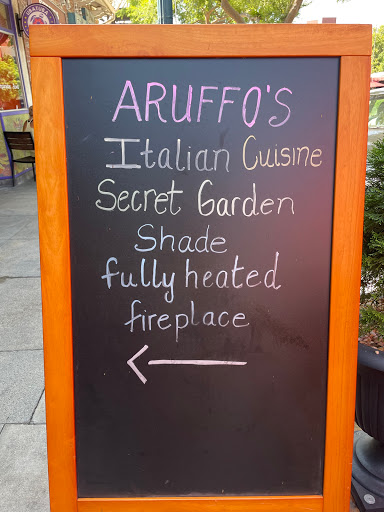 ARUFFO'S
Italian Cuisine
Secret Garden
Shade
fully heated
fireplace